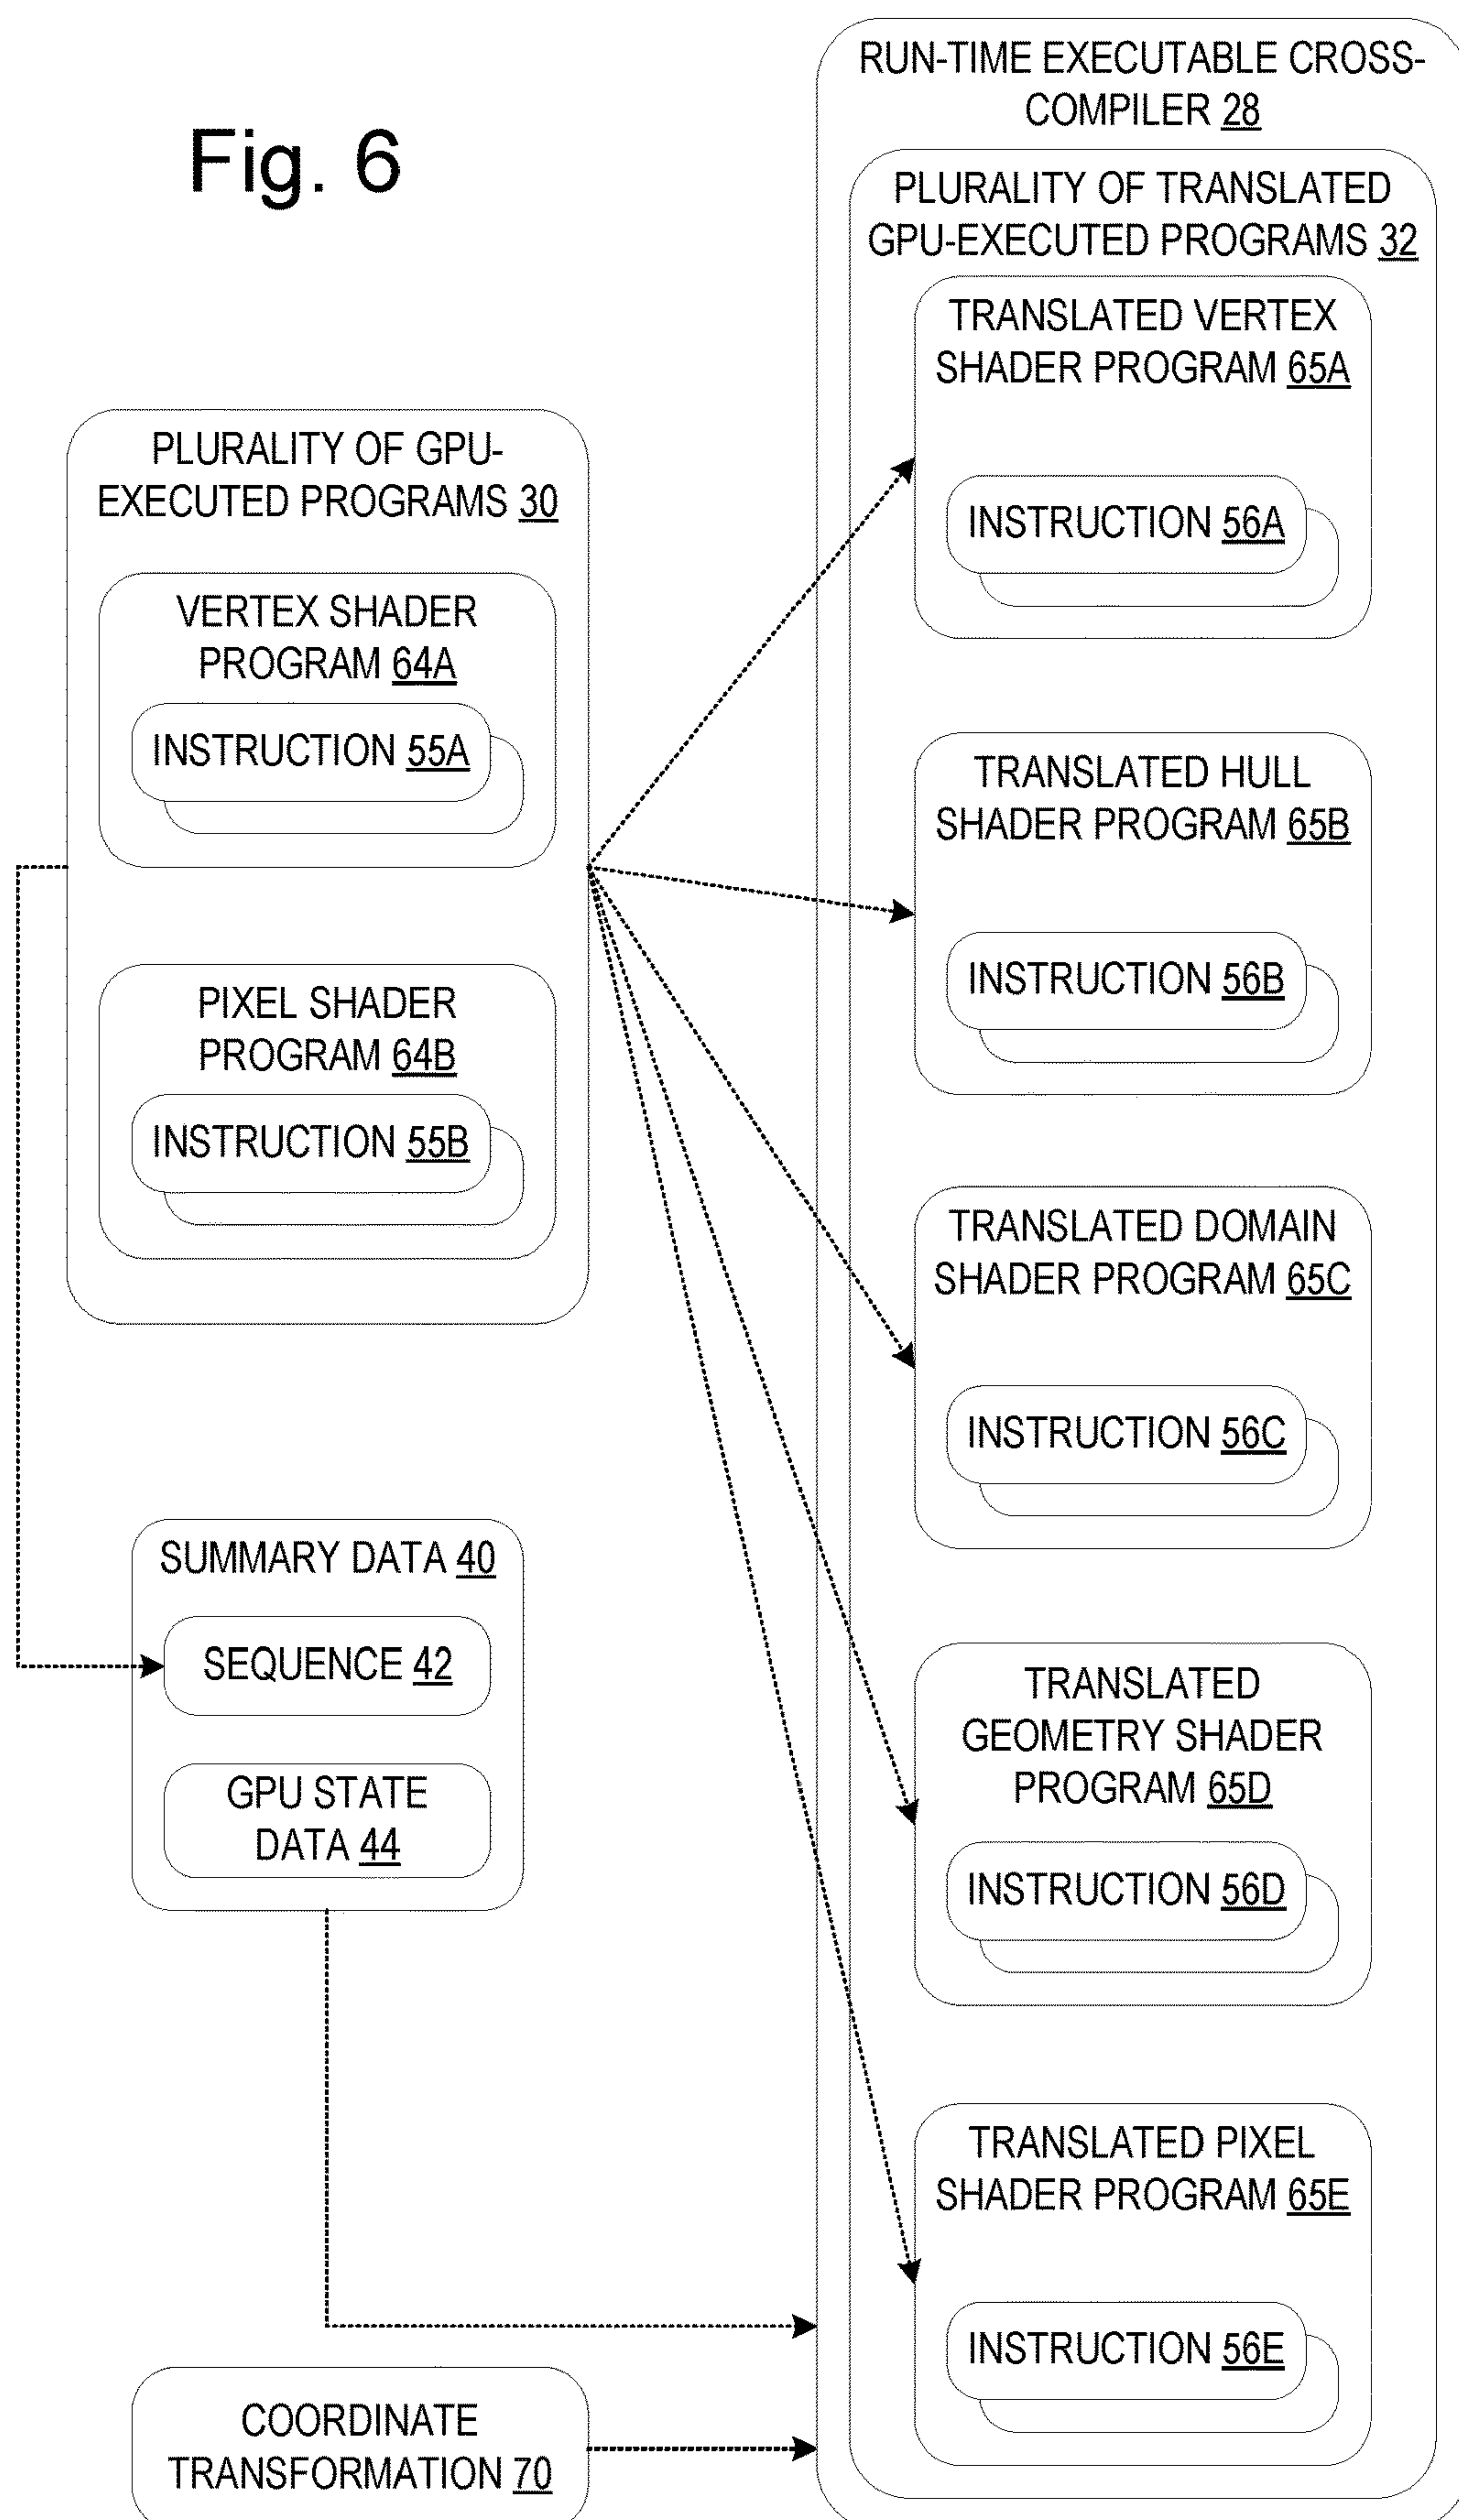 Fig. 6
PLURALITY OF GPU-
EXECUTED PROGRAMS 30
VERTEX SHADER
PROGRAM 64A
INSTRUCTION 55A
PIXEL SHADER
PROGRAM 64B
INSTRUCTION 55B
SUMMARY DATA 40
SEQUENCE 42
GPU STATE
DATA 44
COORDINATE
TRANSFORMATION 70
RUN-TIME EXECUTABLE CROSS-
COMPILER 28
PLURALITY OF TRANSLATED
GPU-EXECUTED PROGRAMS 32
TRANSLATED VERTEX
SHADER PROGRAM 65A
INSTRUCTION 56A
TRANSLATED HULL
SHADER PROGRAM 65B
INSTRUCTION 56B
TRANSLATED DOMAIN
SHADER PROGRAM 65C
INSTRUCTION 56C
TRANSLATED
GEOMETRY SHADER
PROGRAM 65D
INSTRUCTION 56D
TRANSLATED PIXEL
SHADER PROGRAM 65E
INSTRUCTION 56E